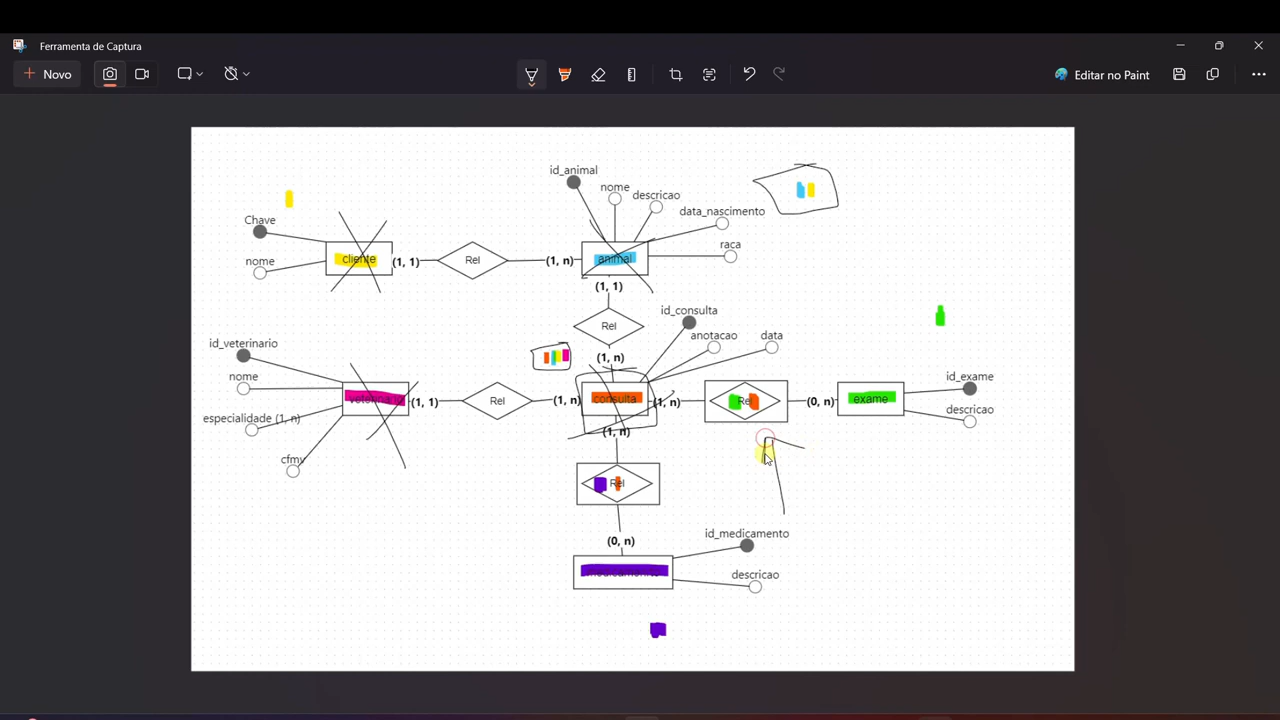 Ferramenta de Captura
Novo
Editar no Paint
id_animal
nome
descricao
data_nascimento
raca
Chave
nome
cliente
(1, 1)
Rel
(1, n)
animal
(1, 1)
Rel
(1, n)
id_consulta
anotacao
data
id_veterinario
nome
especialidade (1, n)
cfmv
veterinario
(1, 1)
Rel
(1, n)
consulta
(1, n)
Rel
(0, n)
exame
id_exame
descricao
(1, n)
Rel
(0, n)
medicamento
id_medicamento
descricao